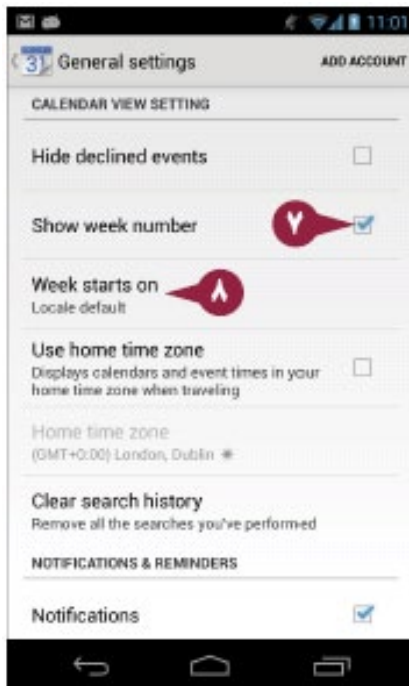 11:01
31 General settings ADD ACCOUNT
CALENDAR VIEW SETTING
Hide declined events
Show week number ۷
Week starts on ۸
Locale default
Use home time zone
Displays calendars and event times in your
home time zone when traveling
Home time zone
(GMT+0:00) London, Dublin ☀
Clear search history
Remove all the searches you've performed
NOTIFICATIONS & REMINDERS
Notifications